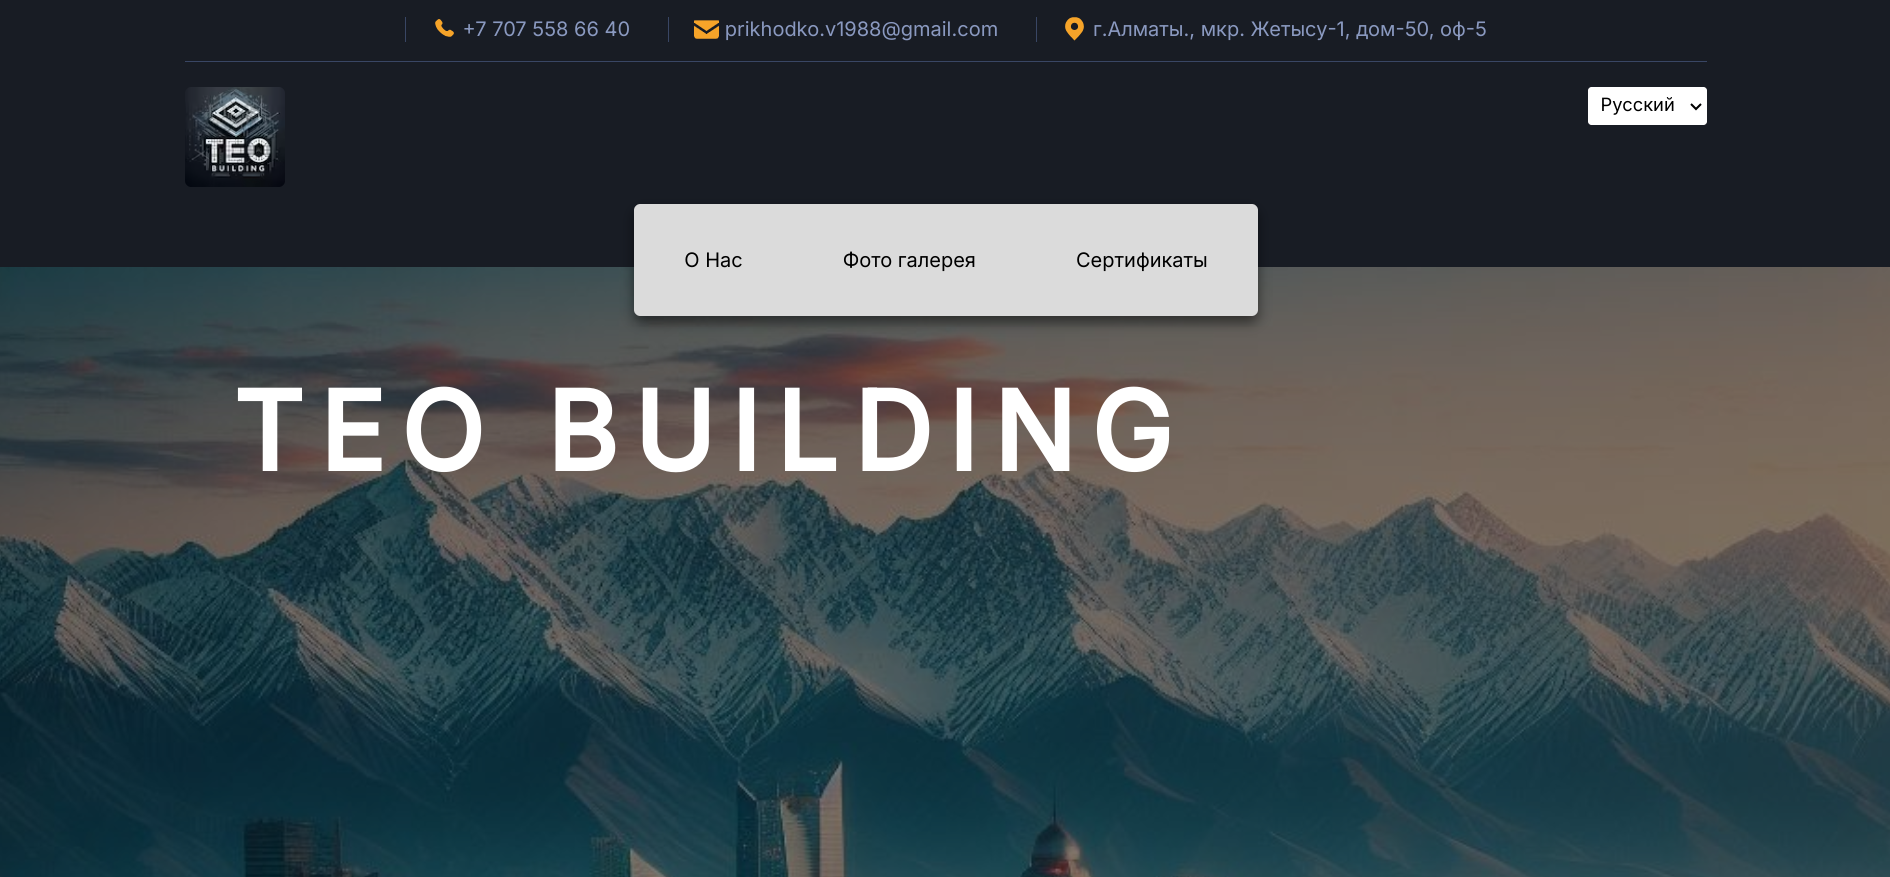 +7 707 558 66 40
prikhodko.v1988@gmail.com
г.Алматы., мкр. Жетысу-1, дом-50, оф-5
TEO
BUILDING
Русский
О Нас
Фото галерея
Сертификаты
TEO BUILDING